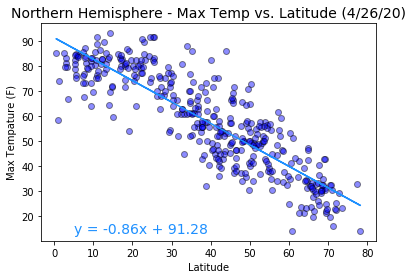 Northern Hemisphere - Max Temp vs. Latitude (4/26/20)
Max Tempature (F)
90
80
70
60
50
40
30
20
y = -0.86x + 91.28
0 10 20 30 40 50 60 70 80
Latitude